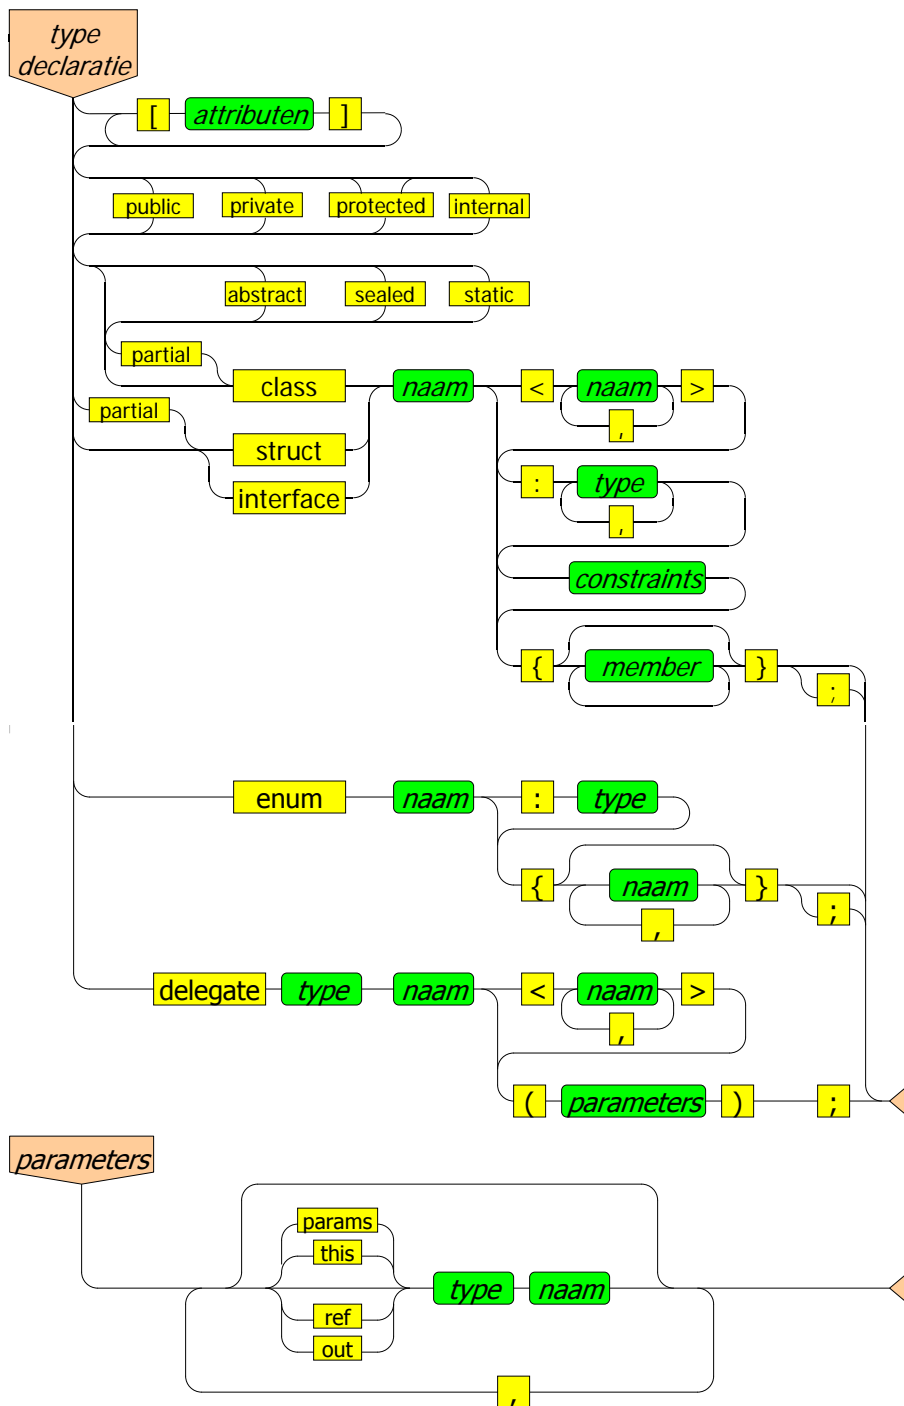 type
declaratie
[ attributen ]
public private protected internal
abstract sealed static
partial
class naam < naam >
partial
,
struct
: type
interface
,
constraints
{ member }
;
enum naam : type
{ naam }
;
,
delegate type naam < naam >
,
( parameters ) ;
parameters
params
this
type naam
ref
out
,